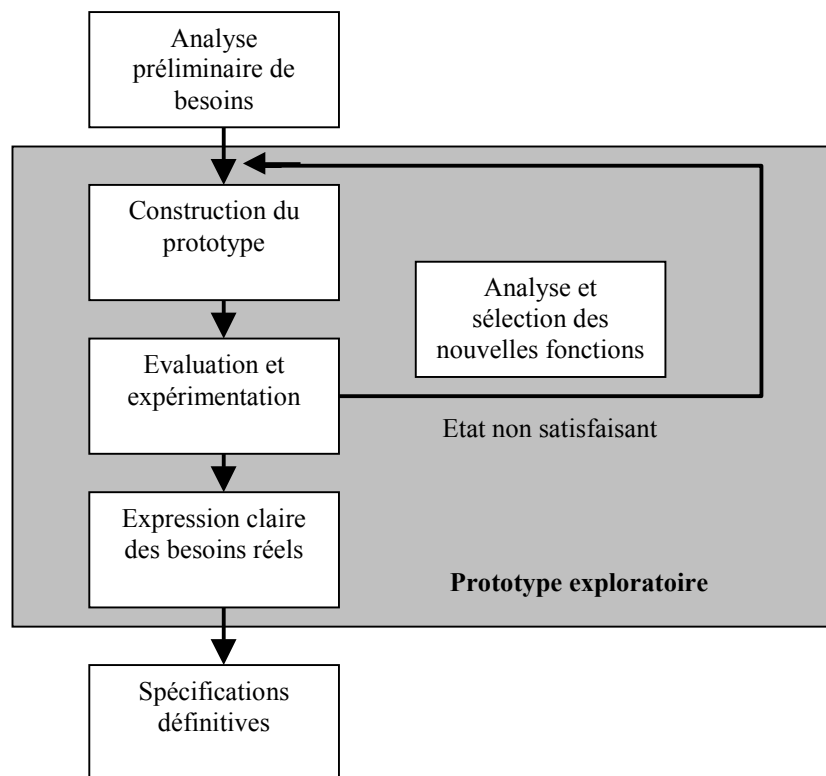 Analyse
préliminaire de
besoins
Construction du
prototype
Analyse et
sélection des
nouvelles fonctions
Evaluation et
expérimentation
Etat non satisfaisant
Expression claire
des besoins réels
Prototype exploratoire
Spécifications
définitives